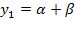 y₁ = α + β